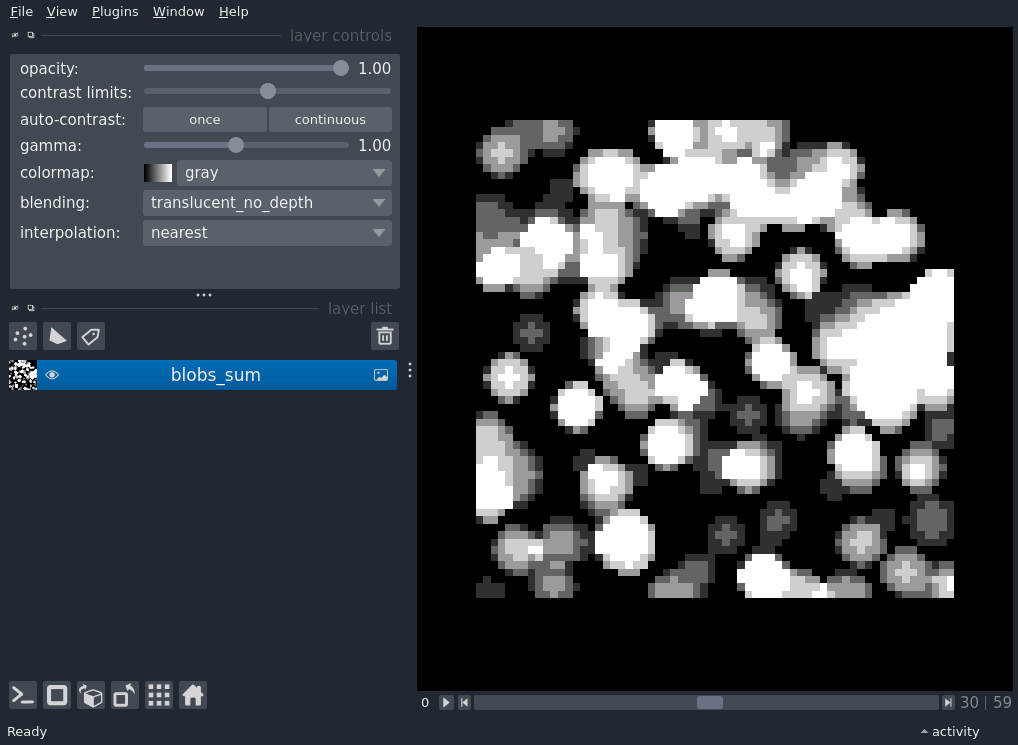 File View Plugins Window Help
layer controls
opacity: 1.00
contrast limits:
auto-contrast: once continuous
gamma: 1.00
colormap: gray
blending: translucent_no_depth
interpolation: nearest
layer list
blobs_sum
0 30 | 59
Ready activity